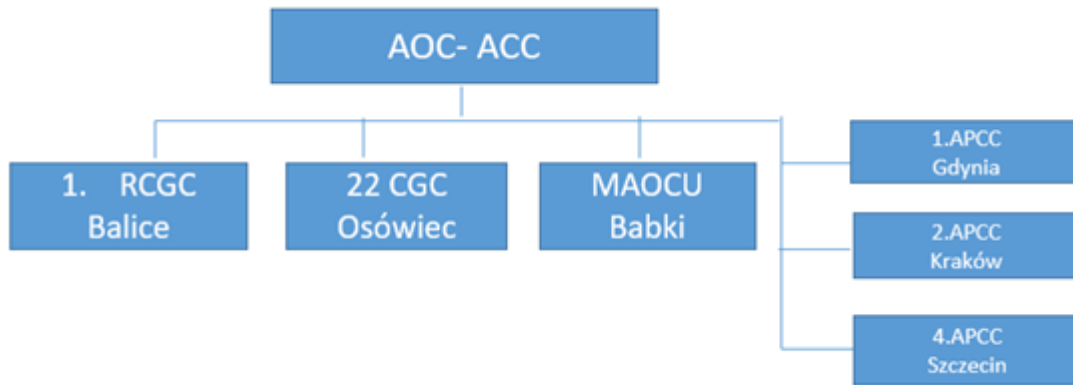 AOC- ACC
1. RCGC
Balice
22 CGC
Osówiec
MAOCU
Babki
1.APCC
Gdynia
2.APCC
Kraków
4.APCC
Szczecin